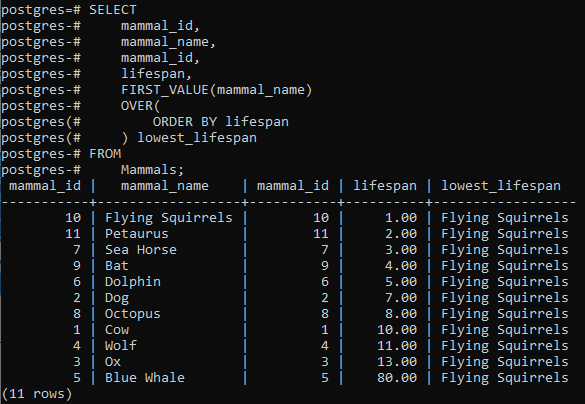 postgres=# SELECT
postgres-#     mammal_id,
postgres-#     mammal_name,
postgres-#     mammal_id,
postgres-#     lifespan,
postgres-#     FIRST_VALUE(mammal_name)
postgres-#     OVER(
postgres(#         ORDER BY lifespan
postgres(#     ) lowest_lifespan
postgres-# FROM
postgres-#     Mammals;
 mammal_id |   mammal_name    | mammal_id | lifespan | lowest_lifespan
-----------+------------------+-----------+----------+------------------
        10 | Flying Squirrels |        10 |     1.00 | Flying Squirrels
        11 | Petaurus         |        11 |     2.00 | Flying Squirrels
         7 | Sea Horse        |         7 |     3.00 | Flying Squirrels
         9 | Bat              |         9 |     4.00 | Flying Squirrels
         6 | Dolphin          |         6 |     5.00 | Flying Squirrels
         2 | Dog              |         2 |     7.00 | Flying Squirrels
         8 | Octopus          |         8 |     8.00 | Flying Squirrels
         1 | Cow              |         1 |    10.00 | Flying Squirrels
         4 | Wolf             |         4 |    11.00 | Flying Squirrels
         3 | Ox               |         3 |    13.00 | Flying Squirrels
         5 | Blue Whale       |         5 |    80.00 | Flying Squirrels
(11 rows)